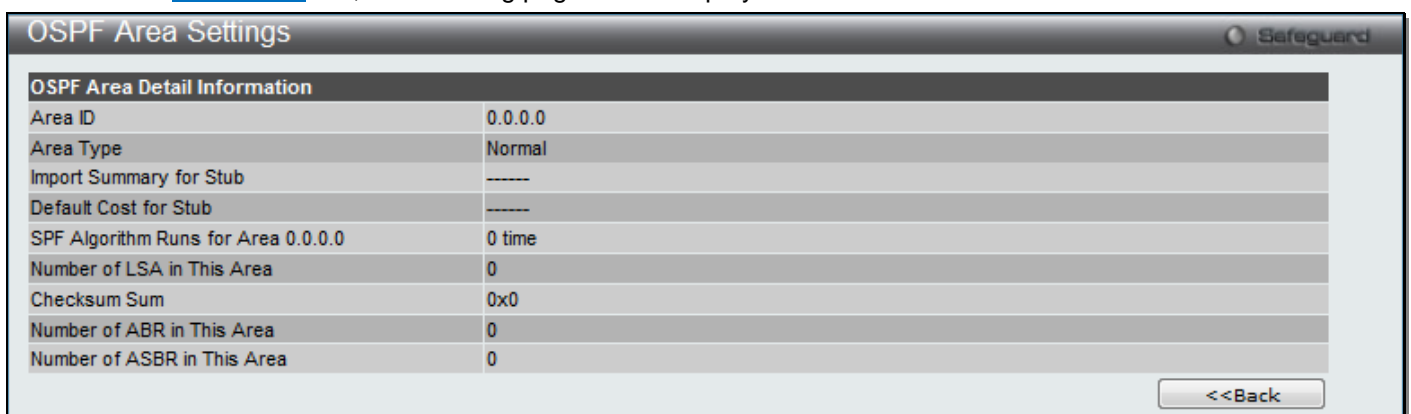 OSPF Area Settings
Safeguard
OSPF Area Detail Information
Area ID 0.0.0.0
Area Type Normal
Import Summary for Stub ------
Default Cost for Stub ------
SPF Algorithm Runs for Area 0.0.0.0 0 time
Number of LSA in This Area 0
Checksum Sum 0x0
Number of ABR in This Area 0
Number of ASBR in This Area 0
<<Back